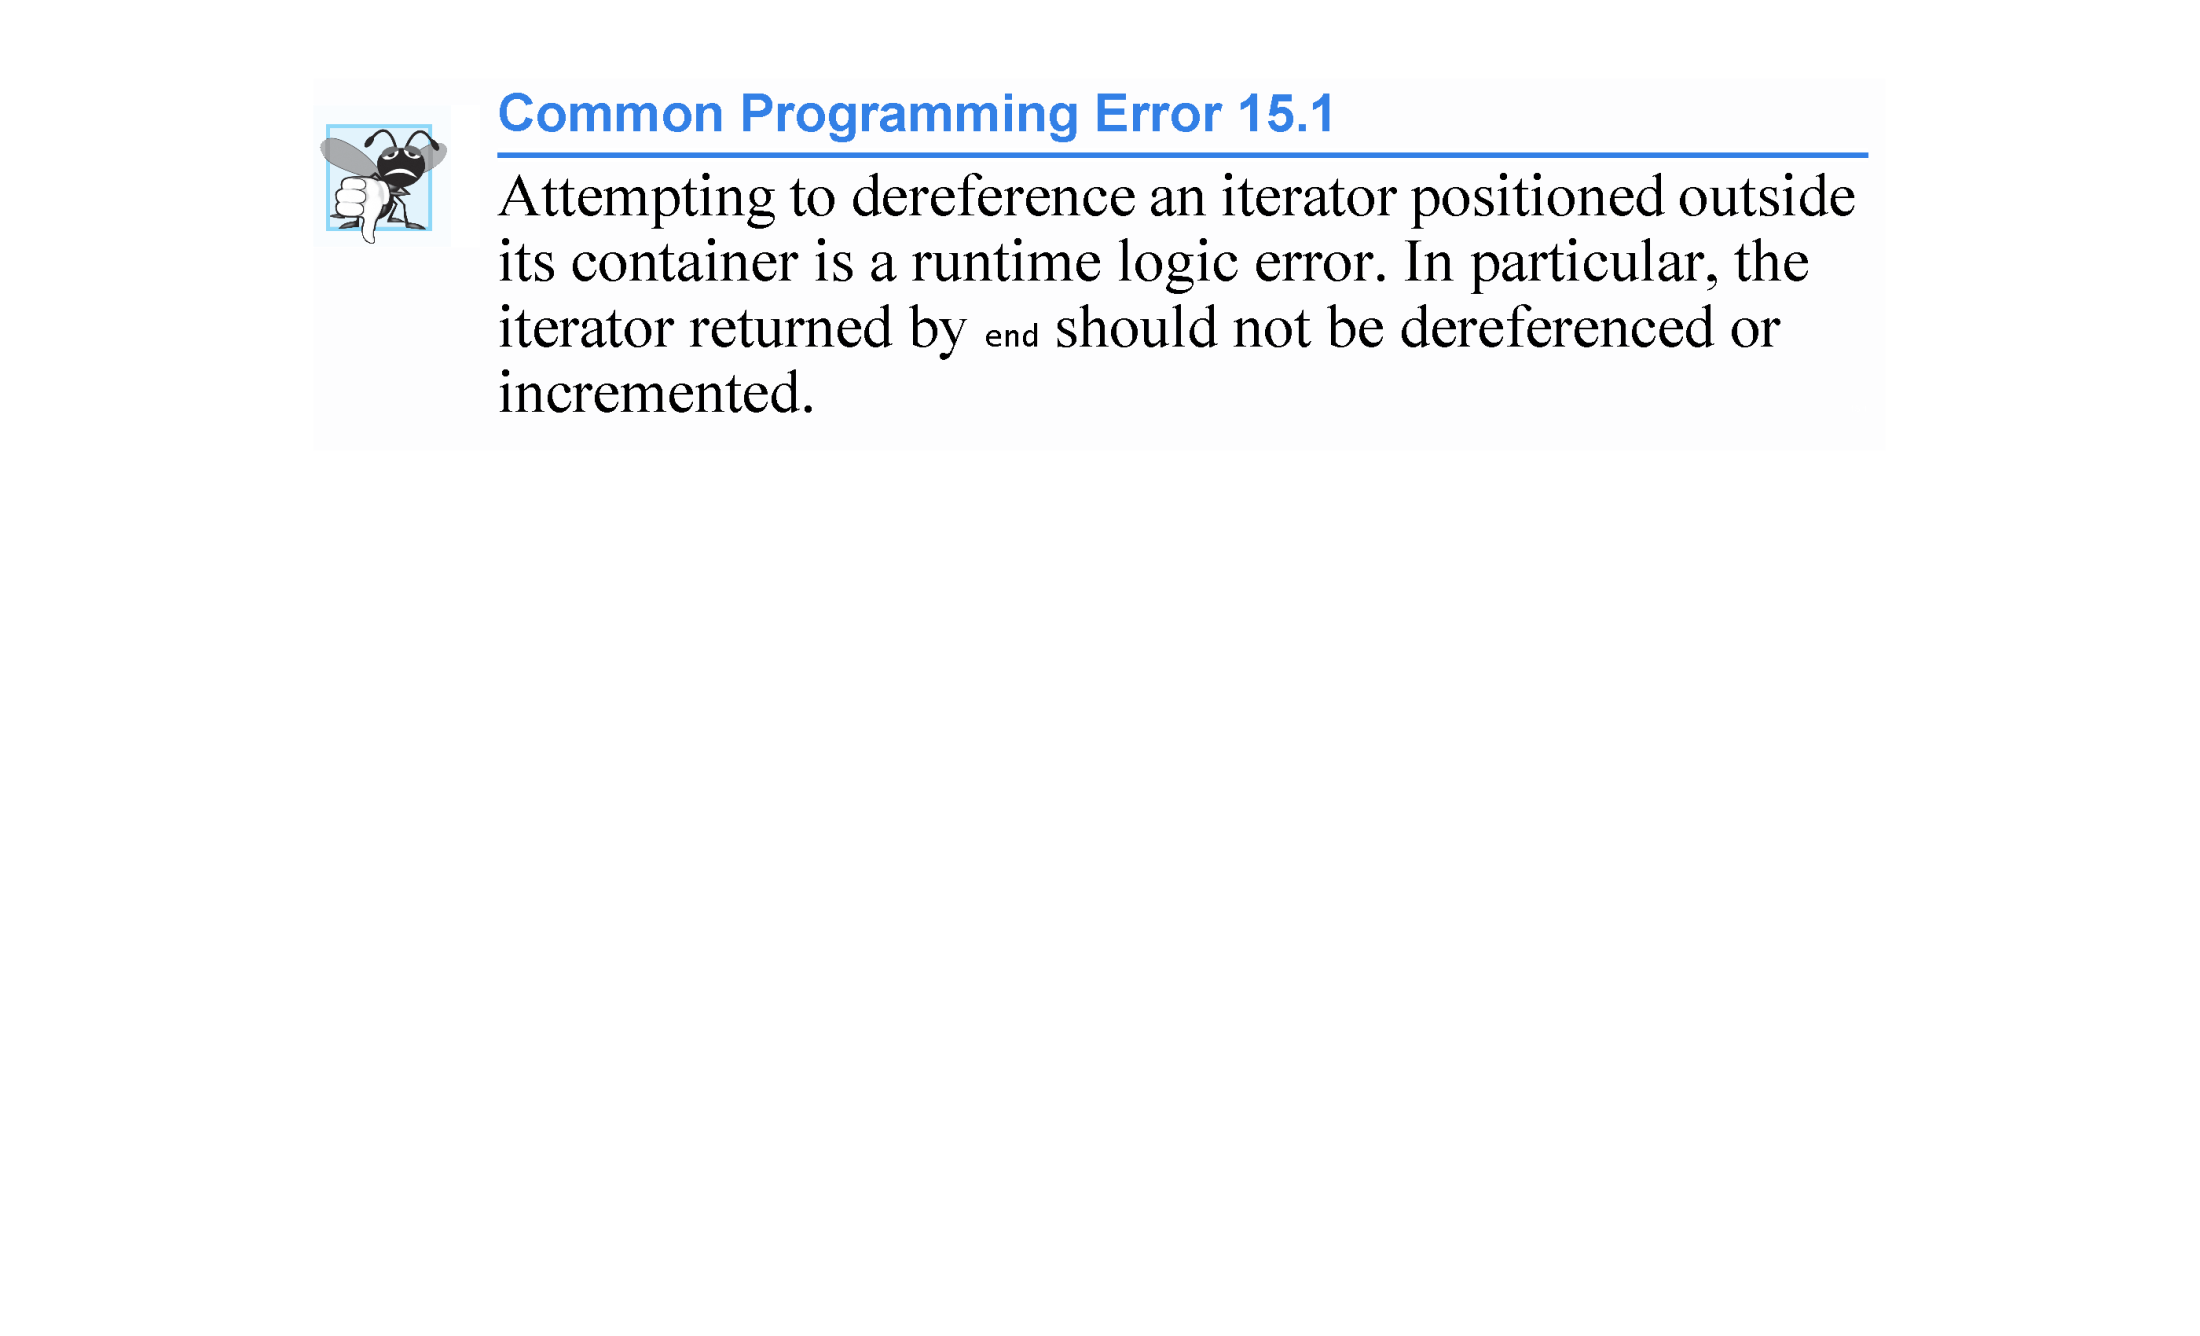 Common Programming Error 15.1
Attempting to dereference an iterator positioned outside
its container is a runtime logic error. In particular, the
iterator returned by end should not be dereferenced or
incremented.